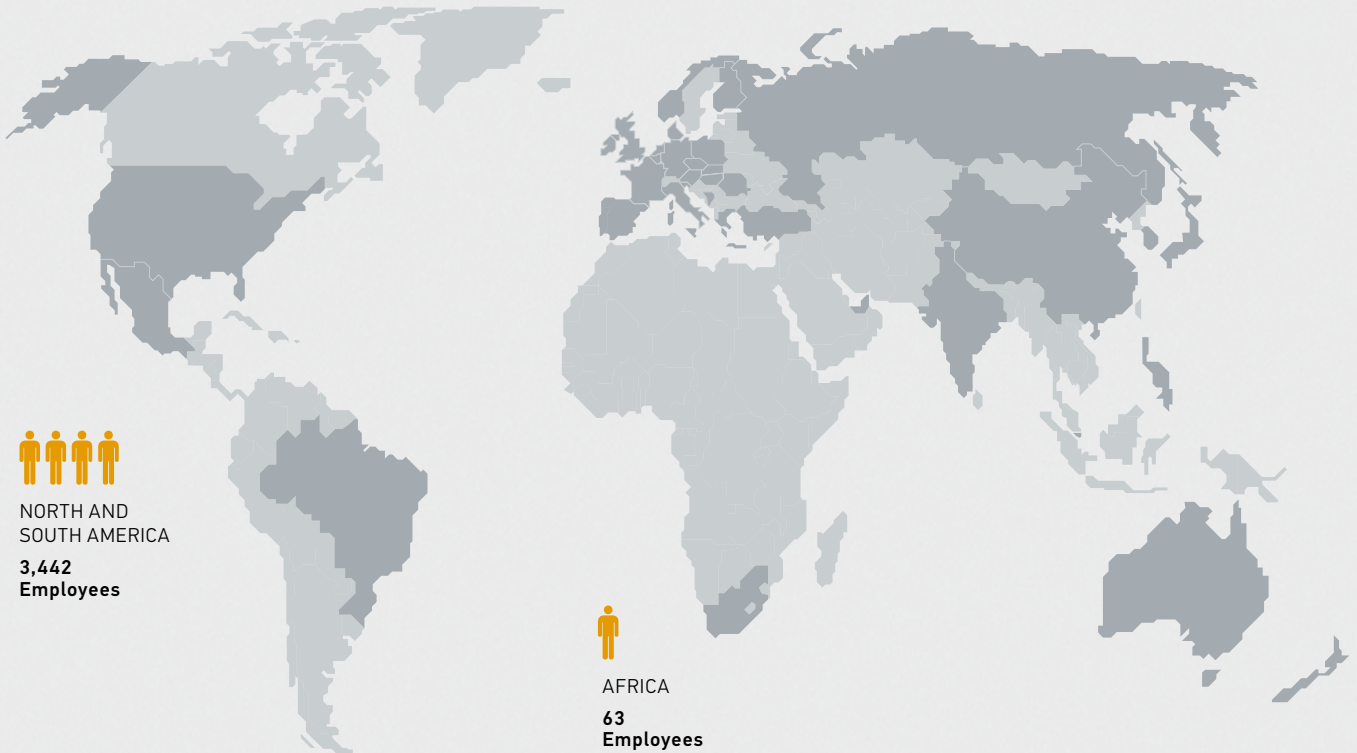 NORTH AND
SOUTH AMERICA
3,442
Employees
AFRICA
63
Employees